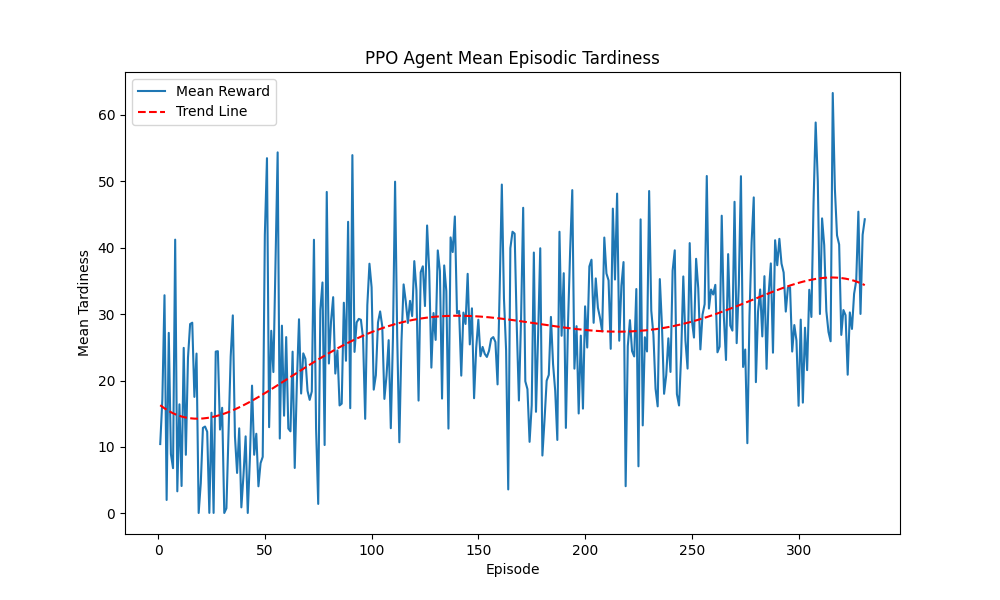 PPO Agent Mean Episodic Tardiness
Mean Reward
Trend Line
Mean Tardiness
60
50
40
30
20
10
0
0 50 100 150 200 250 300
Episode